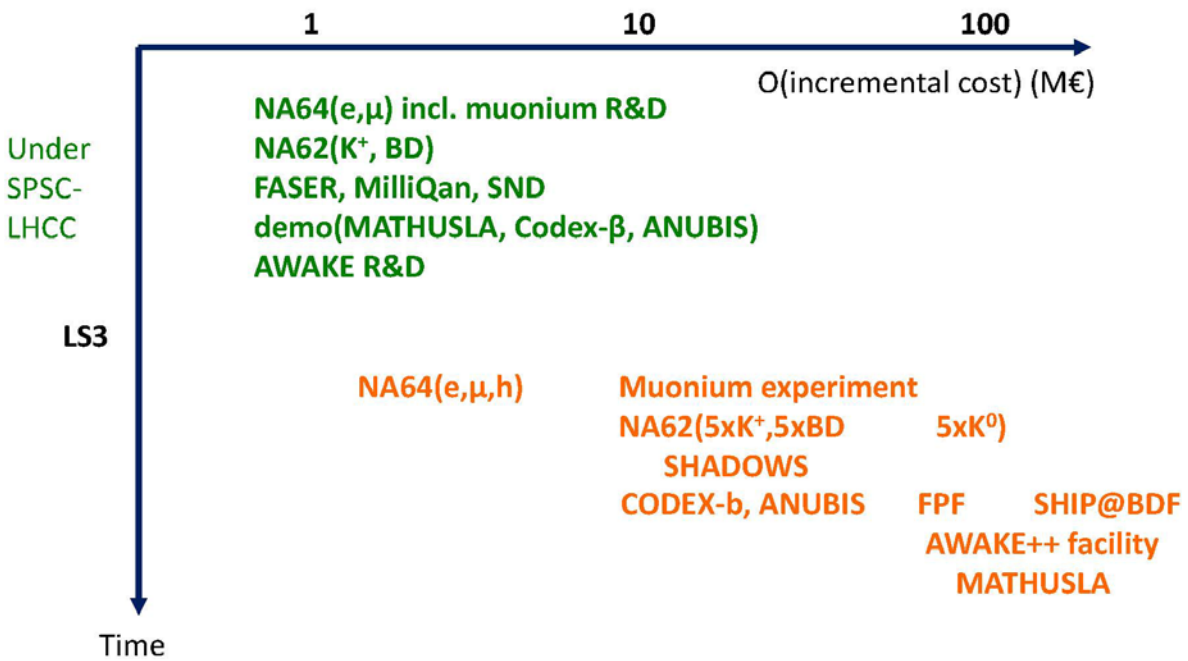 1 10 100
O(incremental cost) (M€)
NA64(e,μ) incl. muonium R&D
Under NA62(K⁺, BD)
SPSC- FASER, MilliQan, SND
LHCC demo(MATHUSLA, Codex-β, ANUBIS)
AWAKE R&D
LS3
NA64(e,μ,h) Muonium experiment
NA62(5xK⁺,5xBD 5xK⁰)
SHADOWS
CODEX-b, ANUBIS FPF SHIP@BDF
AWAKE++ facility
MATHUSLA
Time